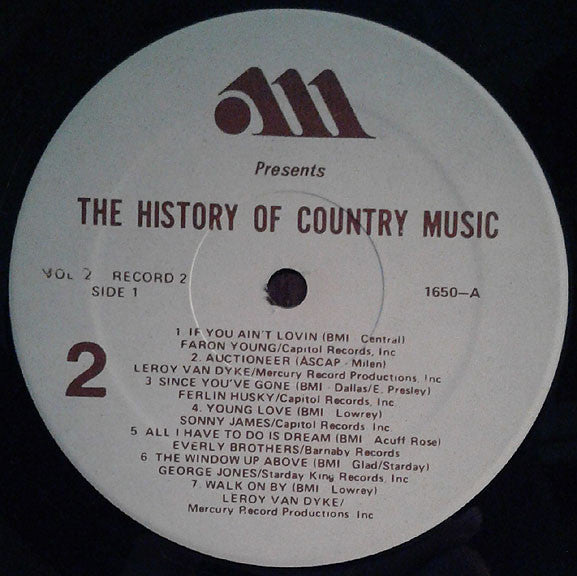 Presents
THE HISTORY OF COUNTRY MUSIC
VOL 2 RECORD 2
SIDE 1
1650-A
2
1 IF YOU AIN'T LOVIN (BMI Central)
FARON YOUNG/Capitol Records, Inc
2. AUCTIONEER (ASCAP - Milen)
LEROY VAN DYKE/Mercury Record Productions, Inc
3 SINCE YOU'VE GONE (BMI - Dallas/E. Presley)
FERLIN HUSKY/Capitol Records, Inc
4. YOUNG LOVE (BMI Lowrey)
SONNY JAMES/Capitol Records, Inc
5 ALL I HAVE TO DO IS DREAM (BMI Acuff Rose)
EVERLY BROTHERS/Barnaby Records
6 THE WINDOW UP ABOVE (BMI Glad/Starday)
GEORGE JONES/Starday King Records, Inc
7. WALK ON BY (BMI Lowrey)
LEROY VAN DYKE/
Mercury Record Productions Inc